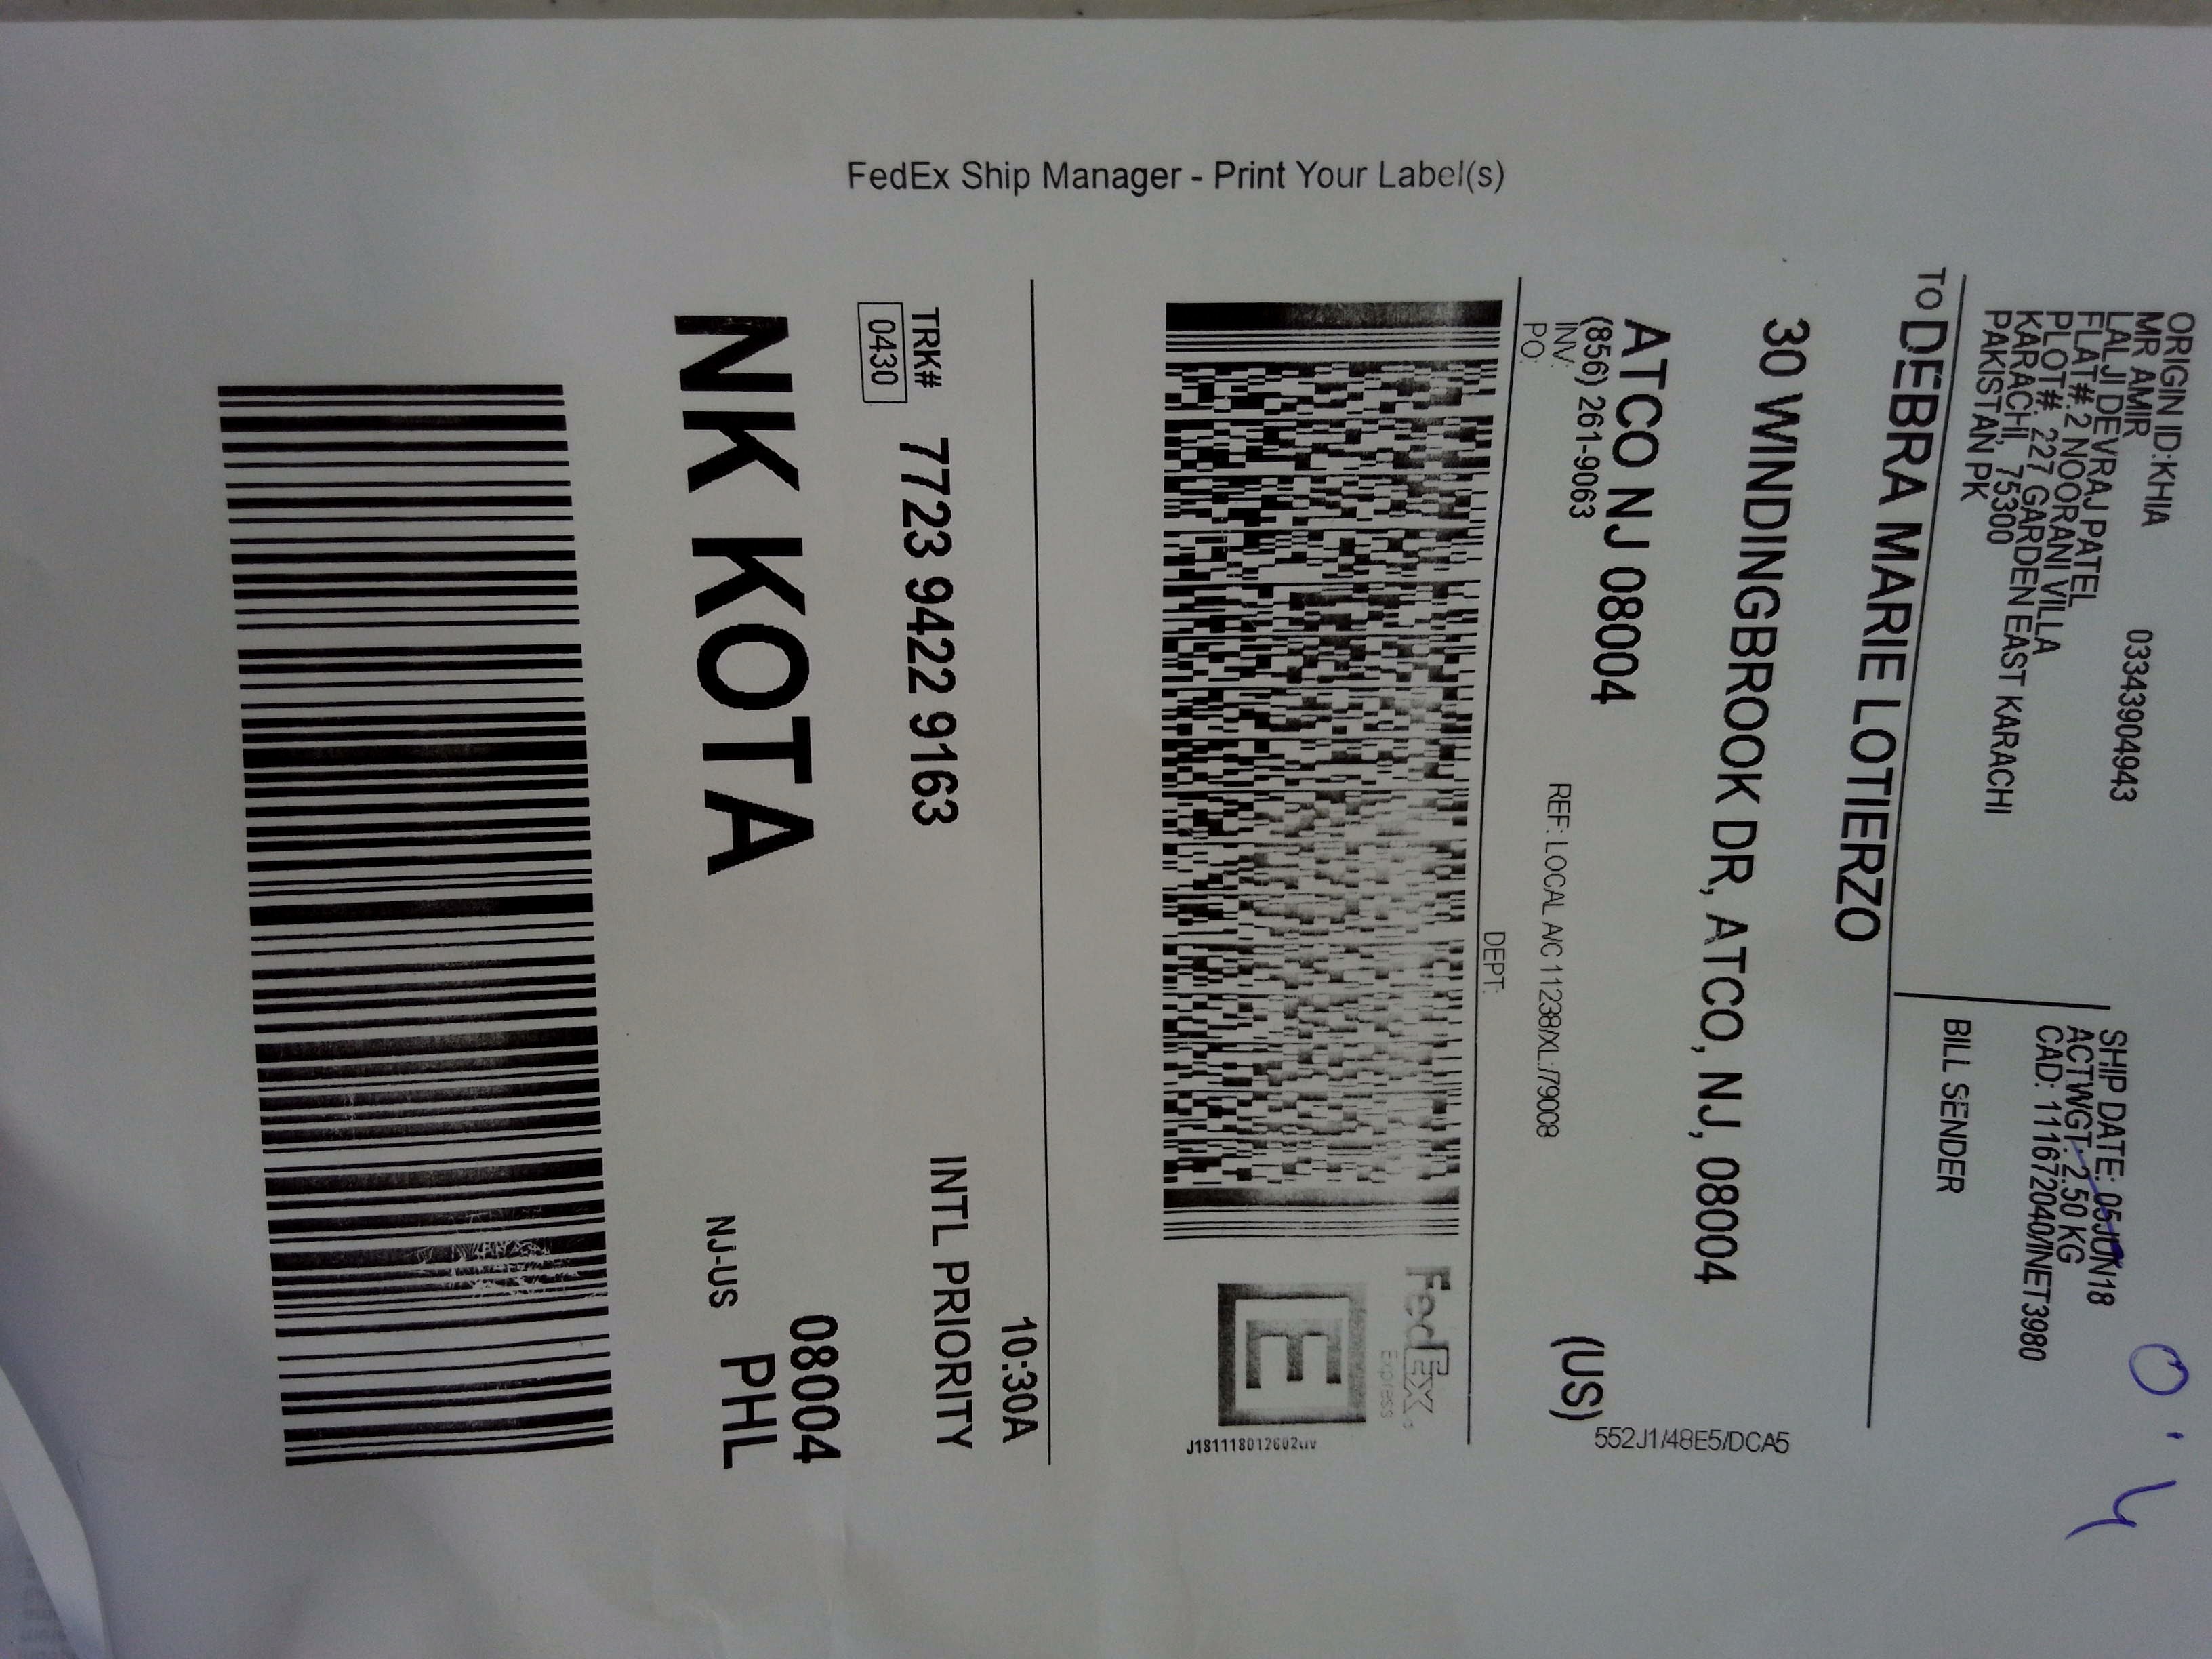 FedEx Ship Manager - Print Your Label(s)
ORIGIN ID:KHIA 03343904943
MR AMIR
LALJI DEVRAJ PATEL
FLAT#.2 NOORANI VILLA
PLOT#. 227 GARDEN EAST KARACHI
KARACHI, 75300
PAKISTAN PK
SHIP DATE: 05JUN18
ACTWGT: 2.50 KG
CAD: 111672040/INET3980
BILL SENDER
TO DEBRA MARIE LOTIERZO
30 WINDINGBROOK DR, ATCO, NJ, 08004
ATCO NJ 08004
(US)
(856) 261-9063
REF: LOCAL A/C 11238/XL:/79008
INV:
PO:
DEPT:
552J1/48E5/DCA5
FedEx
Express
E
TRK# 7723 9422 9163
0430
10:30A
INTL PRIORITY
NK KOTA
08004
NJ-US PHL